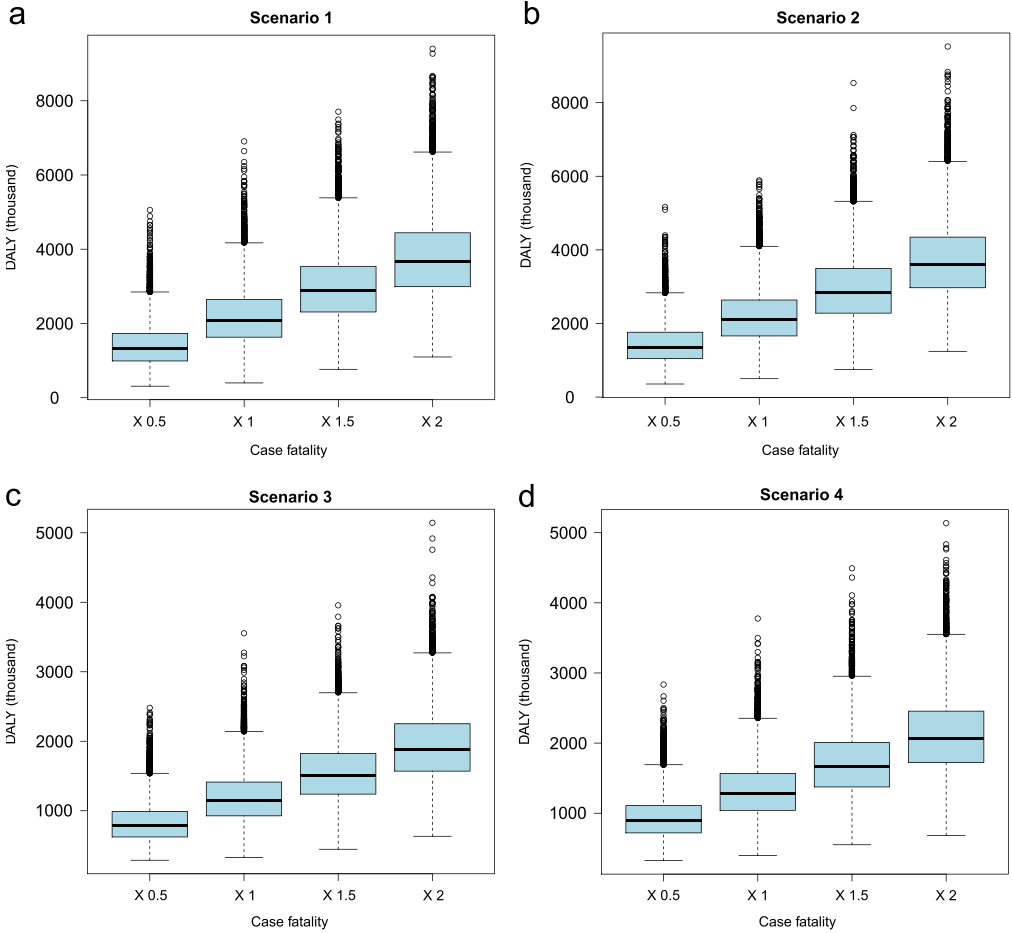 a
Scenario 1
DALY (thousand)
8000
6000
4000
2000
0
X 0.5 X 1 X 1.5 X 2
Case fatality
b
Scenario 2
DALY (thousand)
8000
6000
4000
2000
0
X 0.5 X 1 X 1.5 X 2
Case fatality
c
Scenario 3
DALY (thousand)
5000
4000
3000
2000
1000
X 0.5 X 1 X 1.5 X 2
Case fatality
d
Scenario 4
DALY (thousand)
5000
4000
3000
2000
1000
X 0.5 X 1 X 1.5 X 2
Case fatality